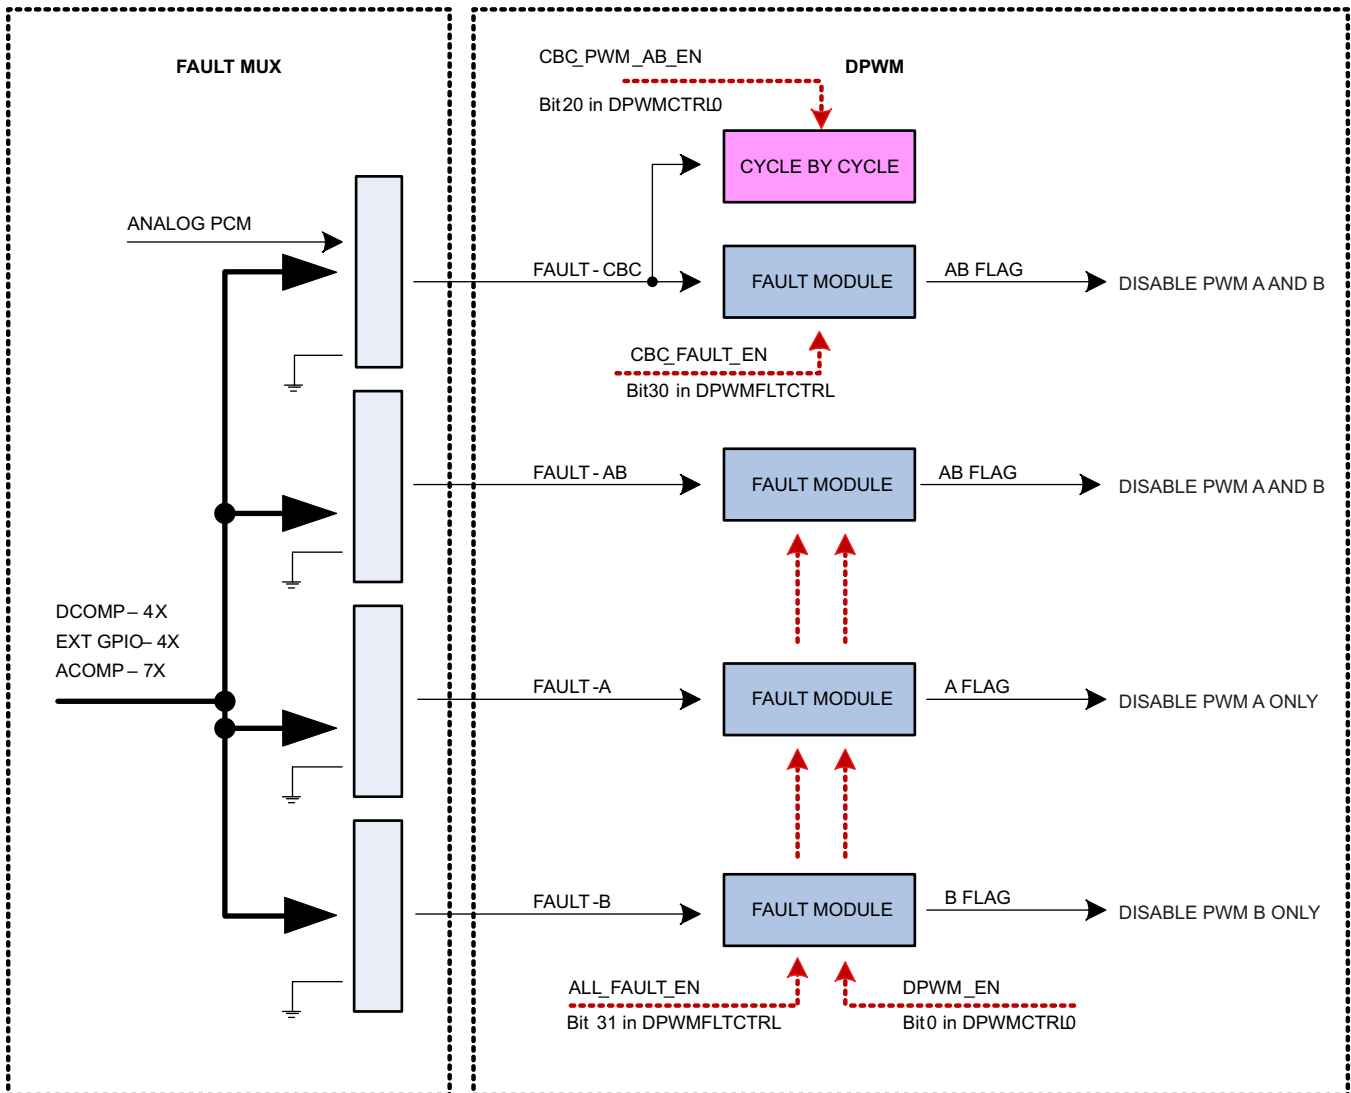 FAULT MUX
DPWM
CBC_PWM_AB_EN
Bit20 in DPWMCTRL0
CYCLE BY CYCLE
ANALOG PCM
FAULT - CBC
FAULT MODULE
AB FLAG
DISABLE PWM A AND B
CBC_FAULT_EN
Bit30 in DPWMFLTCTRL
FAULT - AB
FAULT MODULE
AB FLAG
DISABLE PWM A AND B
DCOMP – 4X
EXT GPIO– 4X
ACOMP – 7X
FAULT -A
FAULT MODULE
A FLAG
DISABLE PWM A ONLY
FAULT -B
FAULT MODULE
B FLAG
DISABLE PWM B ONLY
ALL_FAULT_EN
Bit 31 in DPWMFLTCTRL
DPWM_EN
Bit0 in DPWMCTRL0